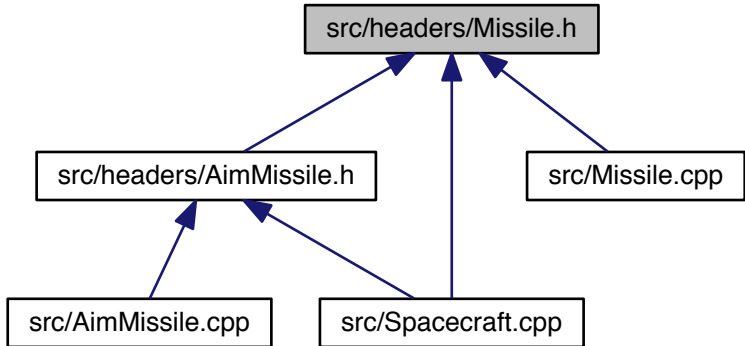 src/headers/Missile.h
src/headers/AimMissile.h
src/Missile.cpp
src/AimMissile.cpp
src/Spacecraft.cpp